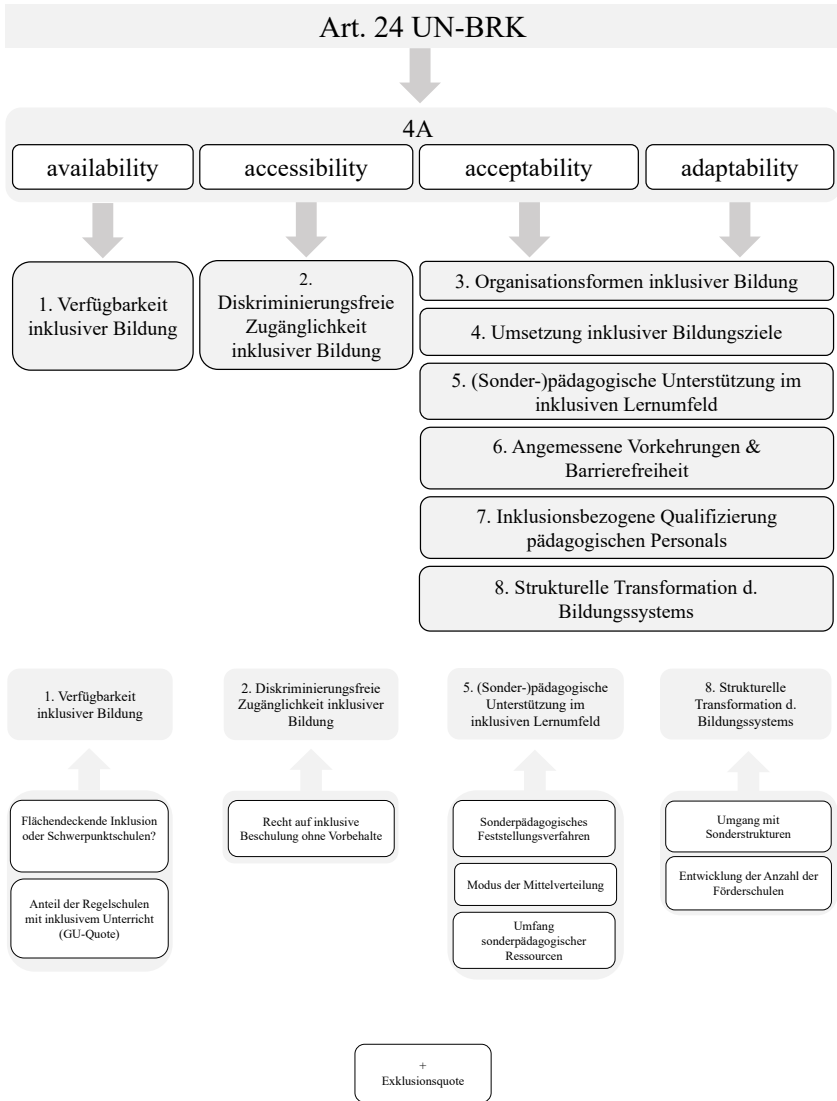 Art. 24 UN-BRK
4A
availability
accessibility
acceptability
adaptability
1. Verfügbarkeit
inklusiver Bildung
2.
Diskriminierungsfreie
Zugänglichkeit
inklusiver Bildung
3. Organisationsformen inklusiver Bildung
4. Umsetzung inklusiver Bildungsziele
5. (Sonder-)pädagogische Unterstützung im
inklusiven Lernumfeld
6. Angemessene Vorkehrungen &
Barrierefreiheit
7. Inklusionsbezogene Qualifizierung
pädagogischen Personals
8. Strukturelle Transformation d.
Bildungssystems
1. Verfügbarkeit
inklusiver Bildung
2. Diskriminierungsfreie
Zugänglichkeit inklusiver
Bildung
5. (Sonder-)pädagogische
Unterstützung im
inklusiven Lernumfeld
8. Strukturelle
Transformation d.
Bildungssystems
Flächendeckende Inklusion
oder Schwerpunktschulen?
Anteil der Regelschulen
mit inklusivem Unterricht
(GU-Quote)
Recht auf inklusive
Beschulung ohne Vorbehalte
Sonderpädagogisches
Feststellungsverfahren
Modus der Mittelverteilung
Umfang
sonderpädagogischer
Ressourcen
Umgang mit
Sonderstrukturen
Entwicklung der Anzahl der
Förderschulen
+
Exklusionsquote